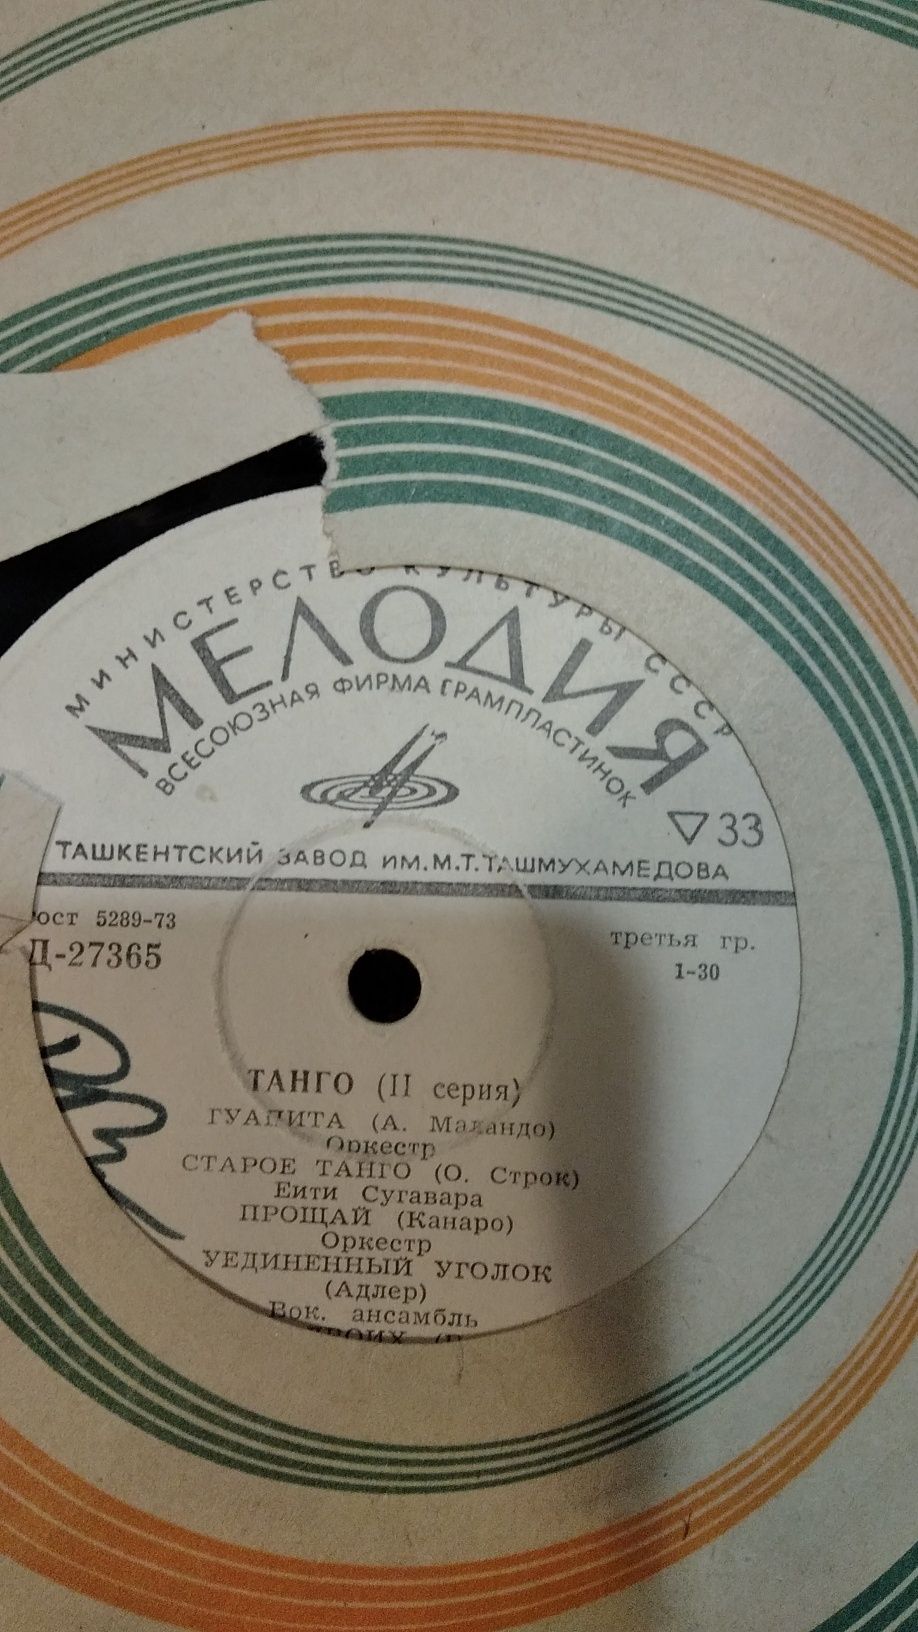 МИНИСТЕРСТВО КУЛЬТУРЫ СССР
МЕЛОДИЯ
ВСЕСОЮЗНАЯ ФИРМА ГРАМПЛАСТИНОК
33
ТАШКЕНТСКИЙ ЗАВОД ИМ. М.Т.ТАШМУХАМЕДОВА
ГОСТ 5289-73
Д-27365
третья гр.
1-30
ТАНГО (II серия)
ГУАПИТА (А. Маландо)
Оркестр
СТАРОЕ ТАНГО (О. Строк)
Еити Сугавара
ПРОЩАЙ (Канаро)
Оркестр
УЕДИНЕННЫЙ УГОЛОК
(Адлер)
Вок. ансамбль